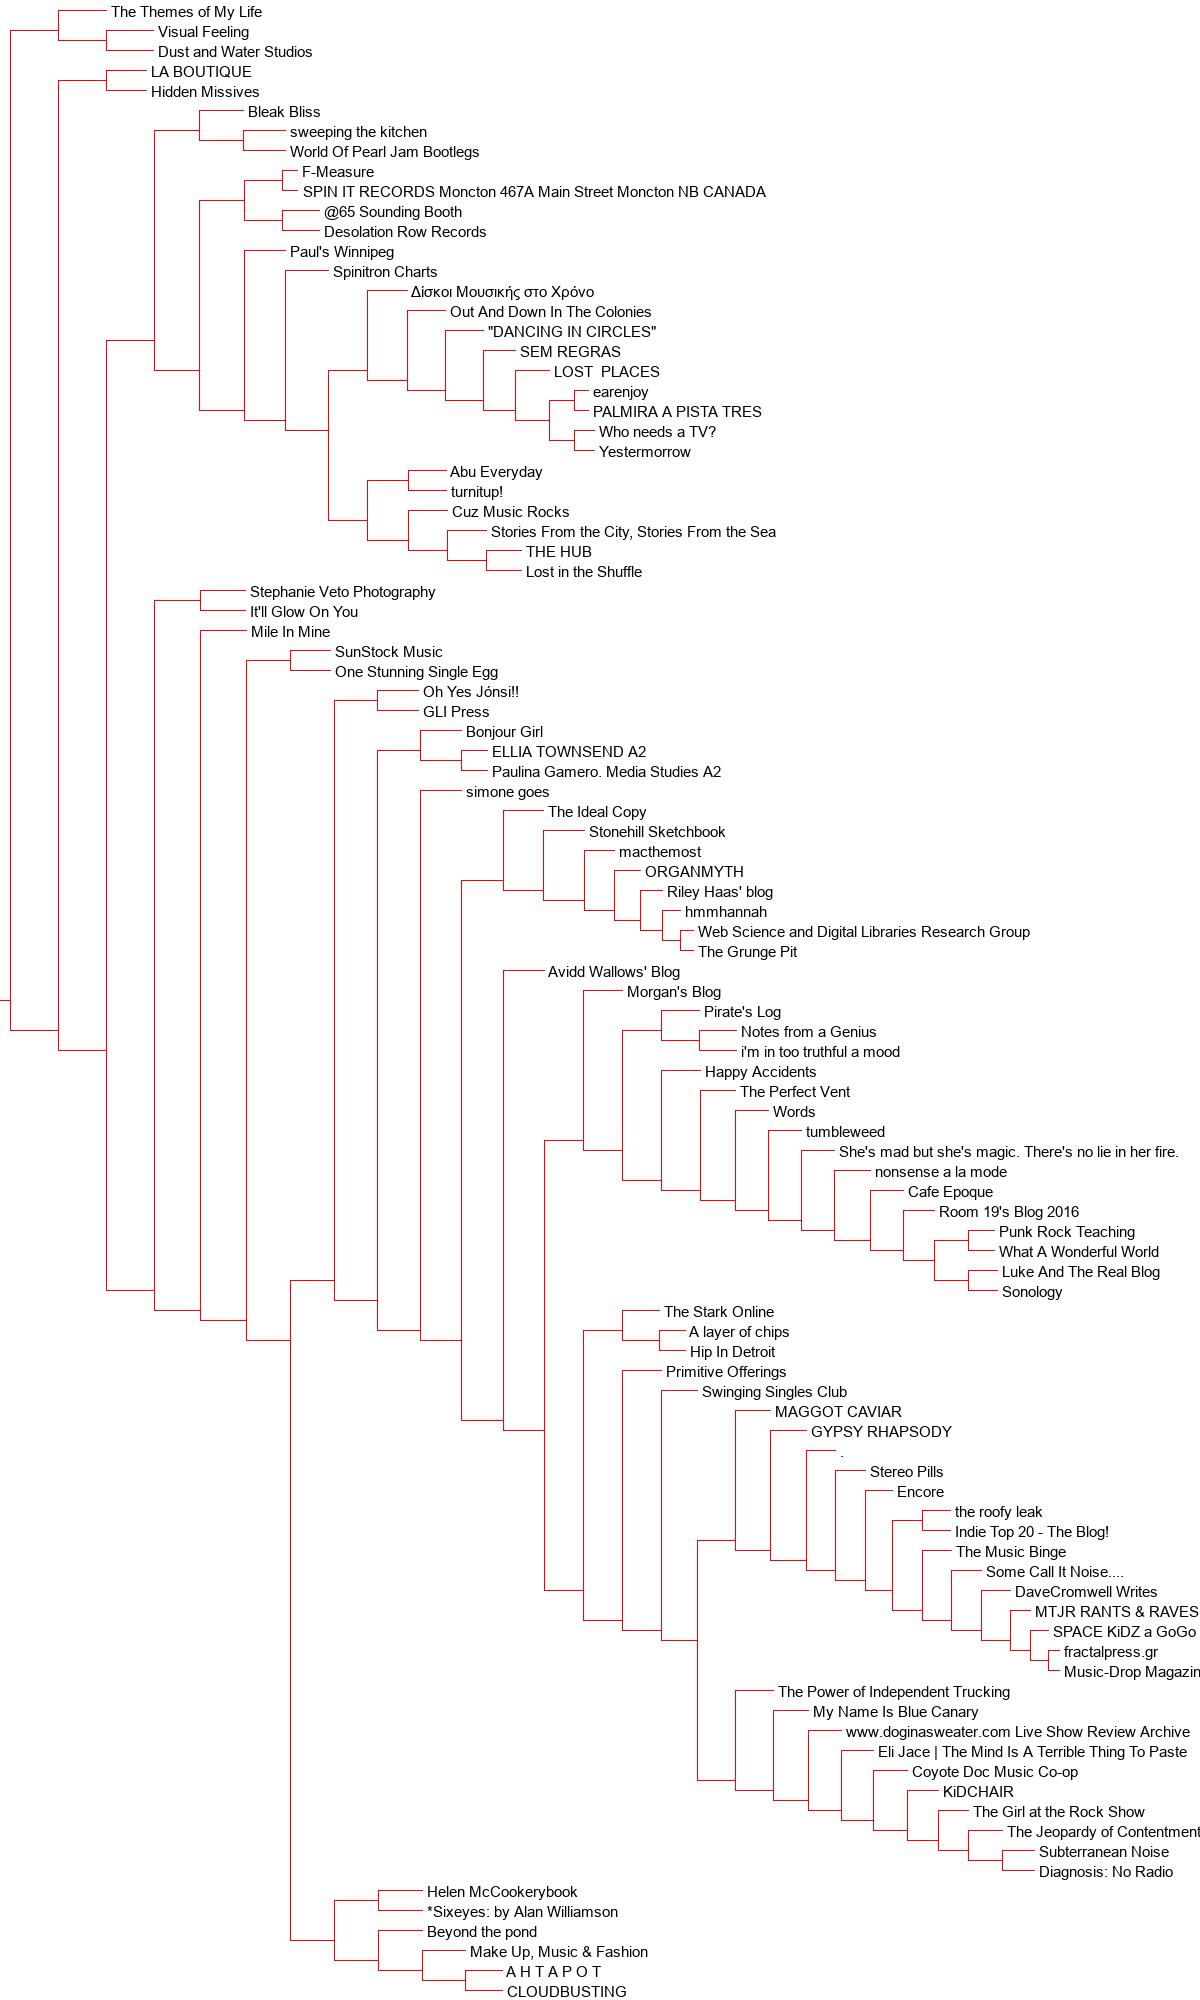 The Themes of My Life
Visual Feeling
Dust and Water Studios
LA BOUTIQUE
Hidden Missives
Bleak Bliss
sweeping the kitchen
World Of Pearl Jam Bootlegs
F-Measure
SPIN IT RECORDS Moncton 467A Main Street Moncton NB CANADA
@65 Sounding Booth
Desolation Row Records
Paul's Winnipeg
Spinitron Charts
Δίσκοι Μουσικής στο Χρόνο
Out And Down In The Colonies
"DANCING IN CIRCLES"
SEM REGRAS
LOST  PLACES
earenjoy
PALMIRA A PISTA TRES
Who needs a TV?
Yestermorrow
Abu Everyday
turnitup!
Cuz Music Rocks
Stories From the City, Stories From the Sea
THE HUB
Lost in the Shuffle
Stephanie Veto Photography
It'll Glow On You
Mile In Mine
SunStock Music
One Stunning Single Egg
Oh Yes Jónsi!!
GLI Press
Bonjour Girl
ELLIA TOWNSEND A2
Paulina Gamero. Media Studies A2
simone goes
The Ideal Copy
Stonehill Sketchbook
macthemost
ORGANMYTH
Riley Haas' blog
hmmhannah
Web Science and Digital Libraries Research Group
The Grunge Pit
Avidd Wallows' Blog
Morgan's Blog
Pirate's Log
Notes from a Genius
i'm in too truthful a mood
Happy Accidents
The Perfect Vent
Words
tumbleweed
She's mad but she's magic. There's no lie in her fire.
nonsense a la mode
Cafe Epoque
Room 19's Blog 2016
Punk Rock Teaching
What A Wonderful World
Luke And The Real Blog
Sonology
The Stark Online
A layer of chips
Hip In Detroit
Primitive Offerings
Swinging Singles Club
MAGGOT CAVIAR
GYPSY RHAPSODY
.
Stereo Pills
Encore
the roofy leak
Indie Top 20 - The Blog!
The Music Binge
Some Call It Noise....
DaveCromwell Writes
MTJR RANTS & RAVES
SPACE KiDZ a GoGo
fractalpress.gr
Music-Drop Magazin
The Power of Independent Trucking
My Name Is Blue Canary
www.doginasweater.com Live Show Review Archive
Eli Jace | The Mind Is A Terrible Thing To Paste
Coyote Doc Music Co-op
KiDCHAIR
The Girl at the Rock Show
The Jeopardy of Contentment
Subterranean Noise
Diagnosis: No Radio
Helen McCookerybook
*Sixeyes: by Alan Williamson
Beyond the pond
Make Up, Music & Fashion
A H T A P O T
CLOUDBUSTING